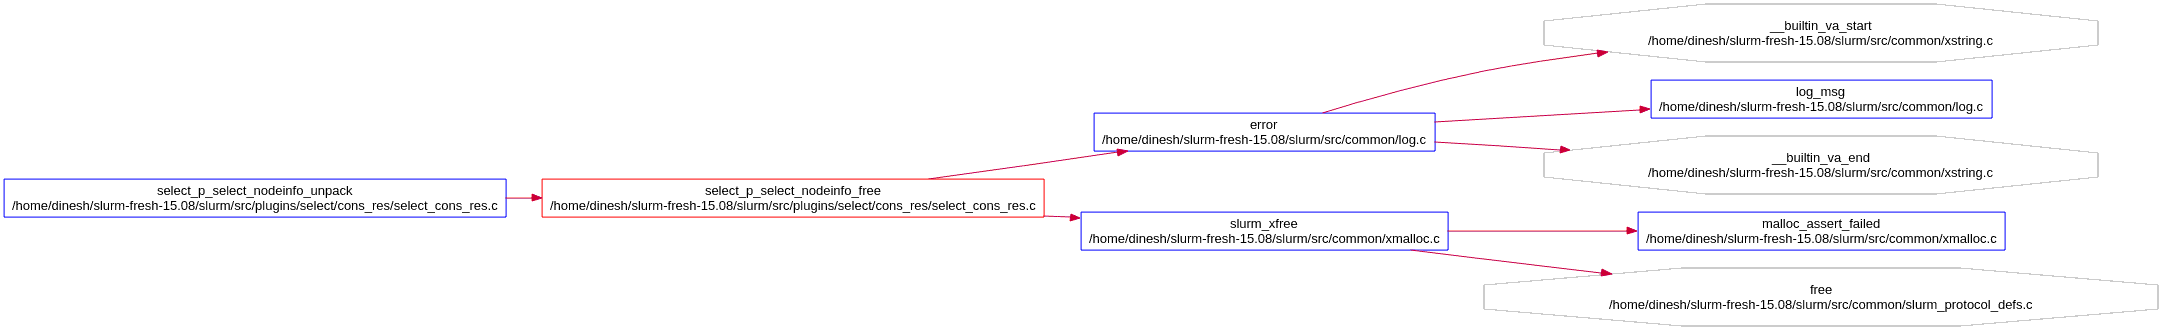 select_p_select_nodeinfo_unpack
/home/dinesh/slurm-fresh-15.08/slurm/src/plugins/select/cons_res/select_cons_res.c
select_p_select_nodeinfo_free
/home/dinesh/slurm-fresh-15.08/slurm/src/plugins/select/cons_res/select_cons_res.c
error
/home/dinesh/slurm-fresh-15.08/slurm/src/common/log.c
slurm_xfree
/home/dinesh/slurm-fresh-15.08/slurm/src/common/xmalloc.c
__builtin_va_start
/home/dinesh/slurm-fresh-15.08/slurm/src/common/xstring.c
log_msg
/home/dinesh/slurm-fresh-15.08/slurm/src/common/log.c
__builtin_va_end
/home/dinesh/slurm-fresh-15.08/slurm/src/common/xstring.c
malloc_assert_failed
/home/dinesh/slurm-fresh-15.08/slurm/src/common/xmalloc.c
free
/home/dinesh/slurm-fresh-15.08/slurm/src/common/slurm_protocol_defs.c